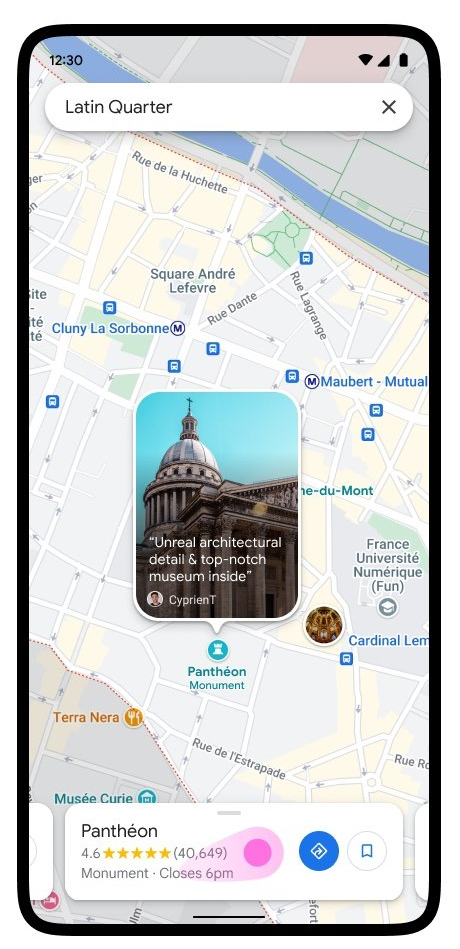 12:30
Latin Quarter
Rue de la Huchette
Square André
Lefevre
Rue Dante
Rue Lagrange
Cluny La Sorbonne M
M Maubert - Mutual
ne-du-Mont
France
Université
Numérique
(Fun)
“Unreal architectural
detail & top-notch
museum inside”
CyprienT
Cardinal Lem
Panthéon
Monument
Terra Nera
Rue de l'Estrapade
Musée Curie
Panthéon
4.6 ★★★★★ (40,649)
Monument · Closes 6pm